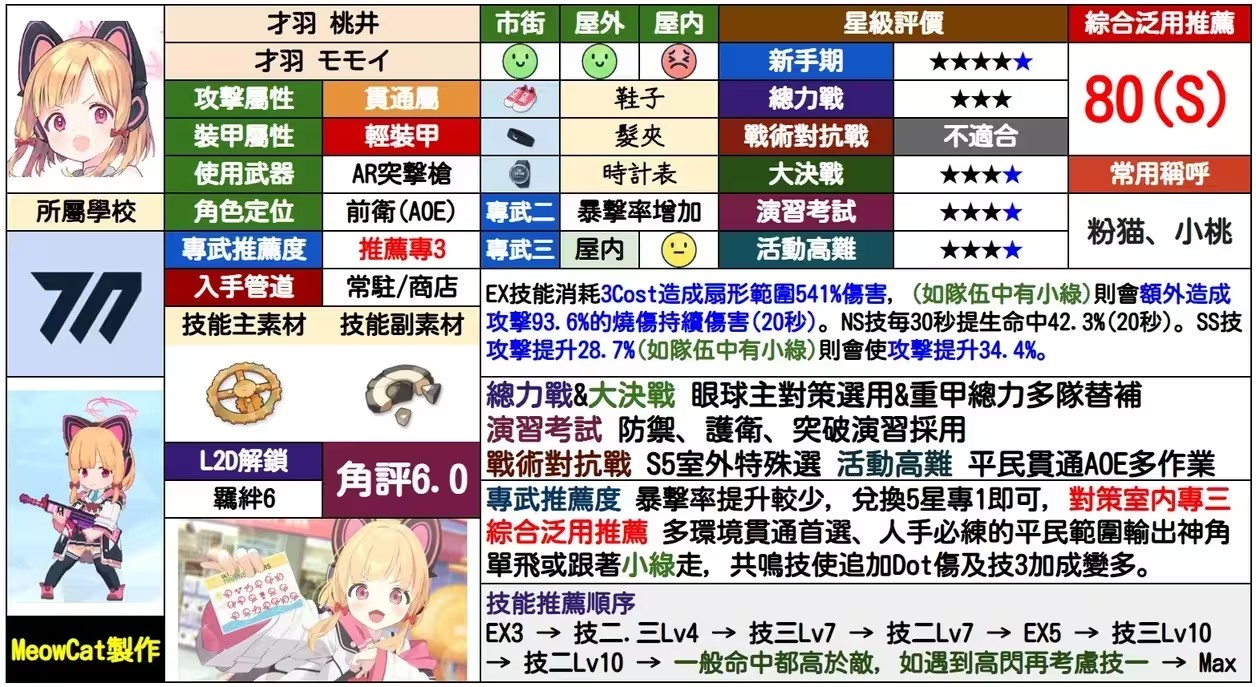 才羽 桃井
才羽 モモイ
攻擊屬性 貫通屬
裝甲屬性 輕裝甲
使用武器 AR突擊槍
所屬學校
角色定位 前衛(AOE)
專武推薦度 推薦專3
入手管道 常駐/商店
技能主素材 技能副素材
L2D解鎖
羈絆6
角評6.0
MeowCat製作
市街 屋外 屋內
鞋子
髮夾
時計表
專武二 暴擊率增加
專武三 屋內
星級評價
新手期 ★★★★★
總力戰 ★★★
戰術對抗戰 不適合
大決戰 ★★★★
演習考試 ★★★★
活動高難 ★★★★
綜合泛用推薦
80(S)
常用稱呼
粉猫、小桃
EX技能消耗3Cost造成扇形範圍541%傷害,(如隊伍中有小綠)則會額外造成
攻擊93.6%的燒傷持續傷害(20秒)。NS技每30秒提生命中42.3%(20秒)。SS技
攻擊提升28.7%(如隊伍中有小綠)則會使攻擊提升34.4%。
總力戰&大決戰 眼球主對策選用&重甲總力多隊替補
演習考試 防禦、護衛、突破演習採用
戰術對抗戰 S5室外特殊選 活動高難 平民貫通AOE多作業
專武推薦度 暴擊率提升較少, 兌換5星專1即可, 對策室內專三
綜合泛用推薦 多環境貫通首選、人手必練的平民範圍輸出神角
單飛或跟著小綠走, 共鳴技使追加Dot傷及技3加成變多。
技能推薦順序
EX3 → 技二.三Lv4 → 技三Lv7 → 技二Lv7 → EX5 → 技三Lv10
→ 技二Lv10 → 一般命中都高於敵, 如遇到高閃再考慮技一 → Max